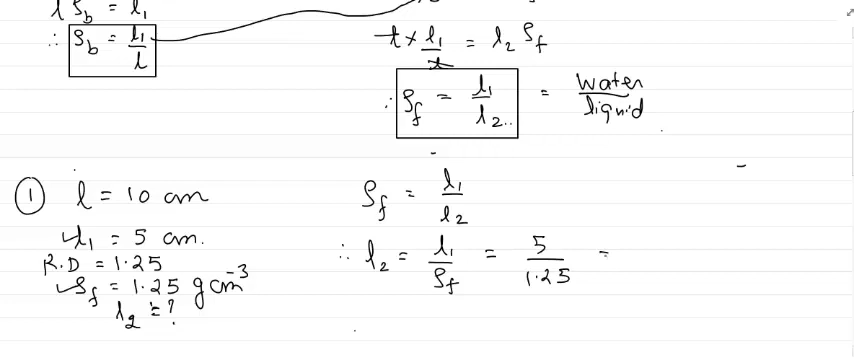 l ρb = l1
∴ ρb = l1/l
t × l1/t = l2 ρf
∴ ρf = l1/l2 = water/liquid
① l = 10 cm
l1 = 5 cm.
R.D = 1.25
ρf = 1.25 g cm⁻³
l2 = ?
ρf = l1/l2
∴ l2 = l1/ρf = 5/1.25 =